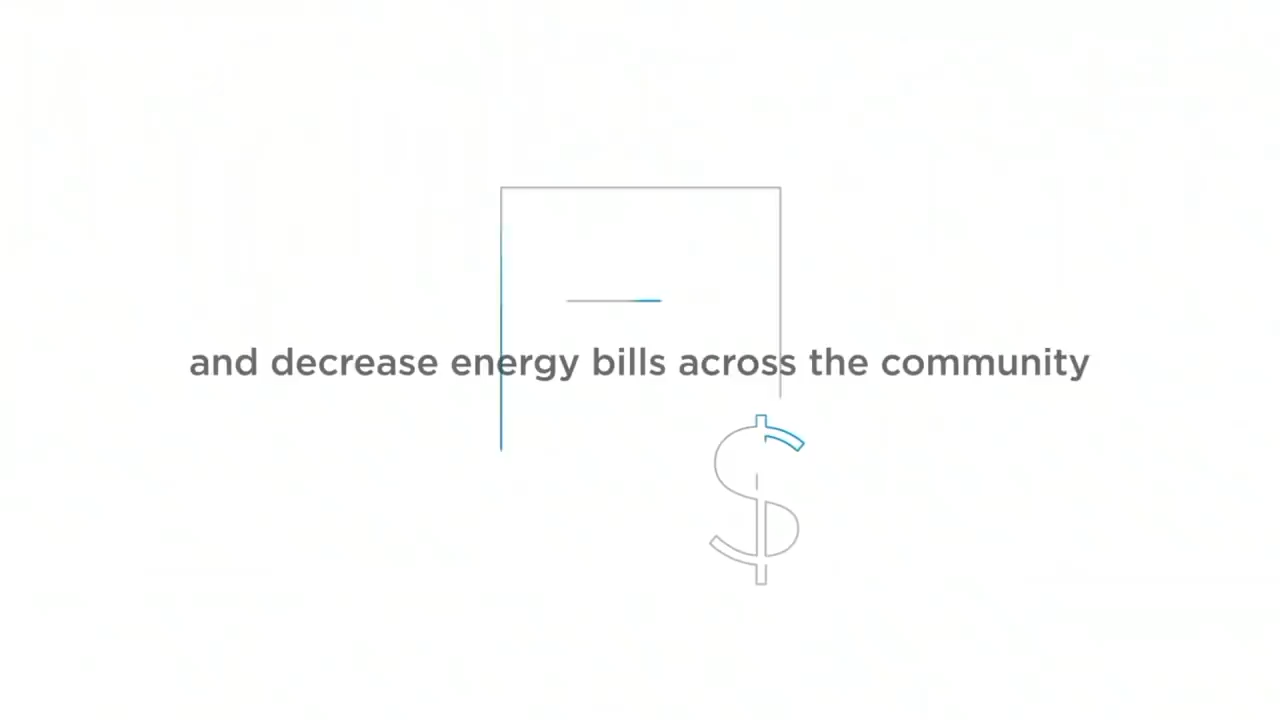 and decrease energy bills across the community
$